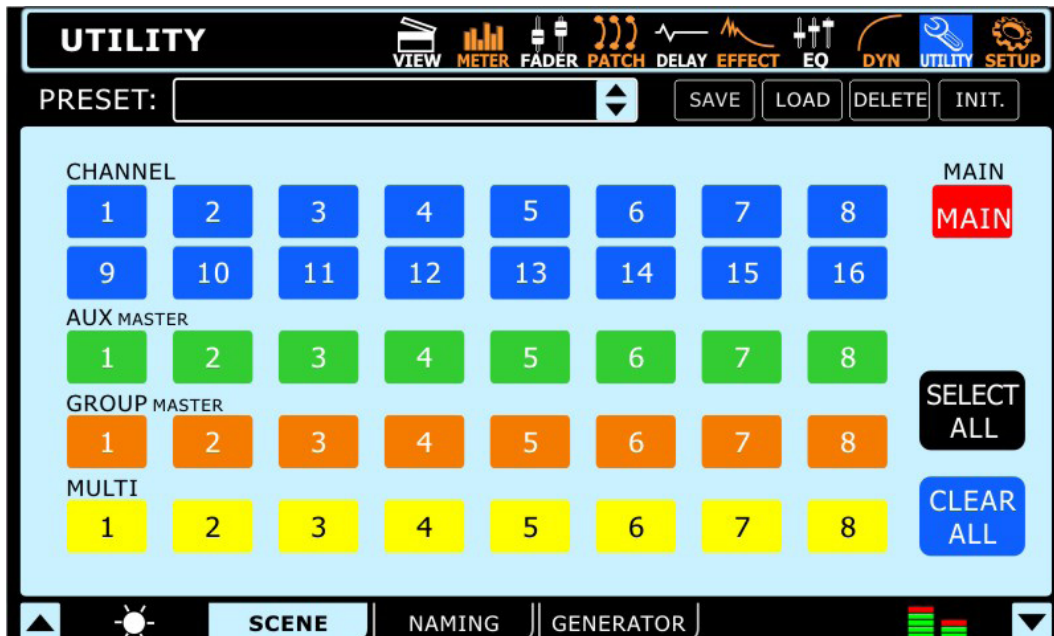 UTILITY
VIEW METER FADER PATCH DELAY EFFECT EQ DYN UTILITY SETUP
PRESET: SAVE LOAD DELETE INIT.
CHANNEL MAIN
1 2 3 4 5 6 7 8 MAIN
9 10 11 12 13 14 15 16
AUX MASTER
1 2 3 4 5 6 7 8
GROUP MASTER
1 2 3 4 5 6 7 8
SELECT ALL
MULTI
1 2 3 4 5 6 7 8
CLEAR ALL
SCENE NAMING GENERATOR